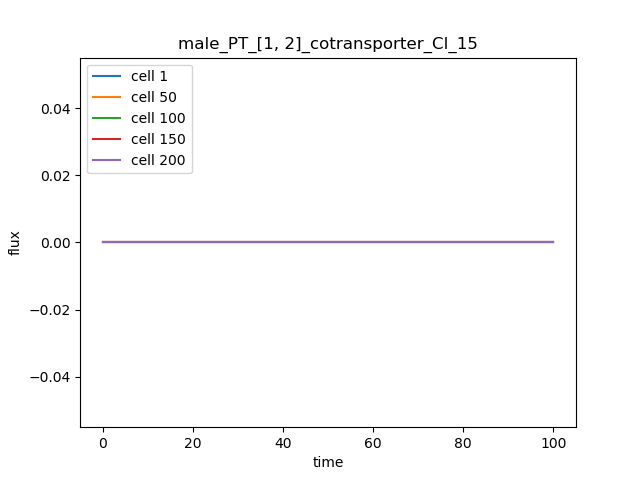 male_PT_[1, 2]_cotransporter_Cl_15
cell 1
cell 50
cell 100
cell 150
cell 200
0.04
0.02
0.00
−0.02
−0.04
flux
0
20
40
60
80
100
time